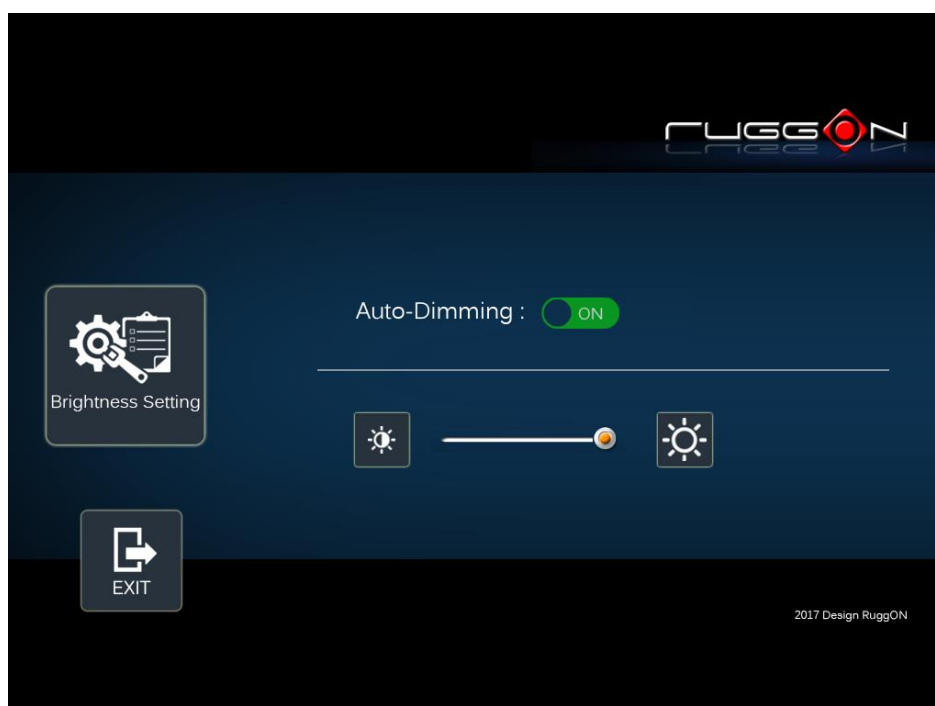 RUGGON
Auto-Dimming : ON
Brightness Setting
EXIT
2017 Design RuggON